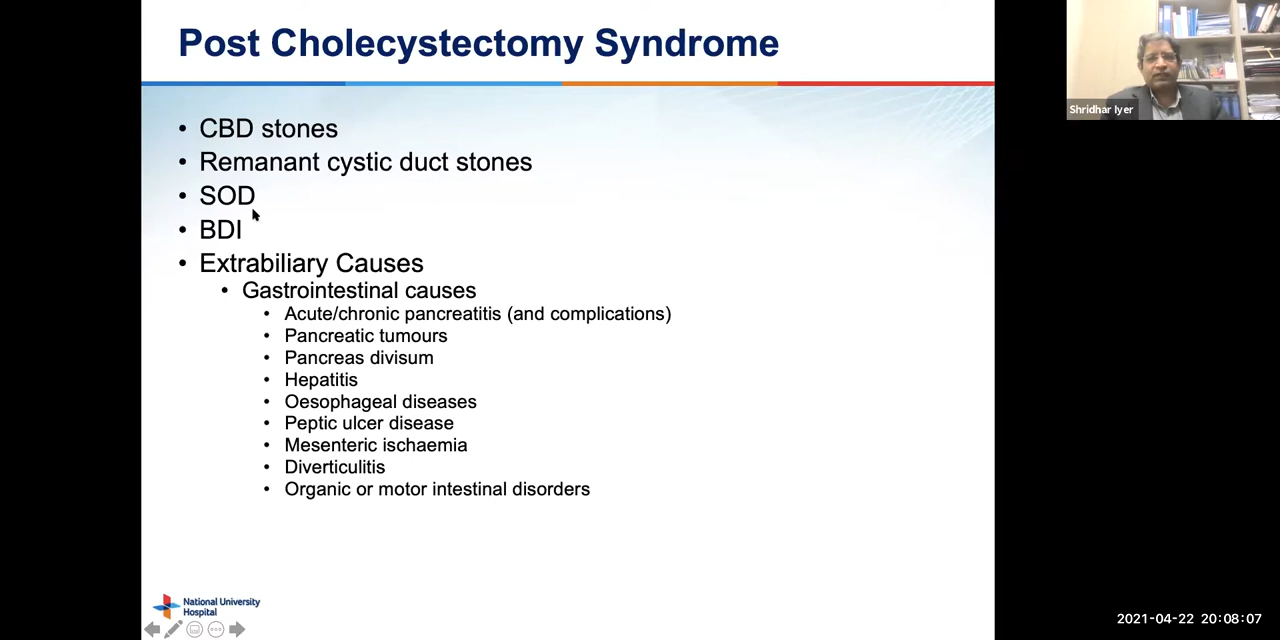 Post Cholecystectomy Syndrome
Shridhar Iyer
• CBD stones
• Remanant cystic duct stones
• SOD
• BDI
• Extrabiliary Causes
• Gastrointestinal causes
• Acute/chronic pancreatitis (and complications)
• Pancreatic tumours
• Pancreas divisum
• Hepatitis
• Oesophageal diseases
• Peptic ulcer disease
• Mesenteric ischaemia
• Diverticulitis
• Organic or motor intestinal disorders
National University
Hospital
2021-04-22 20:08:07